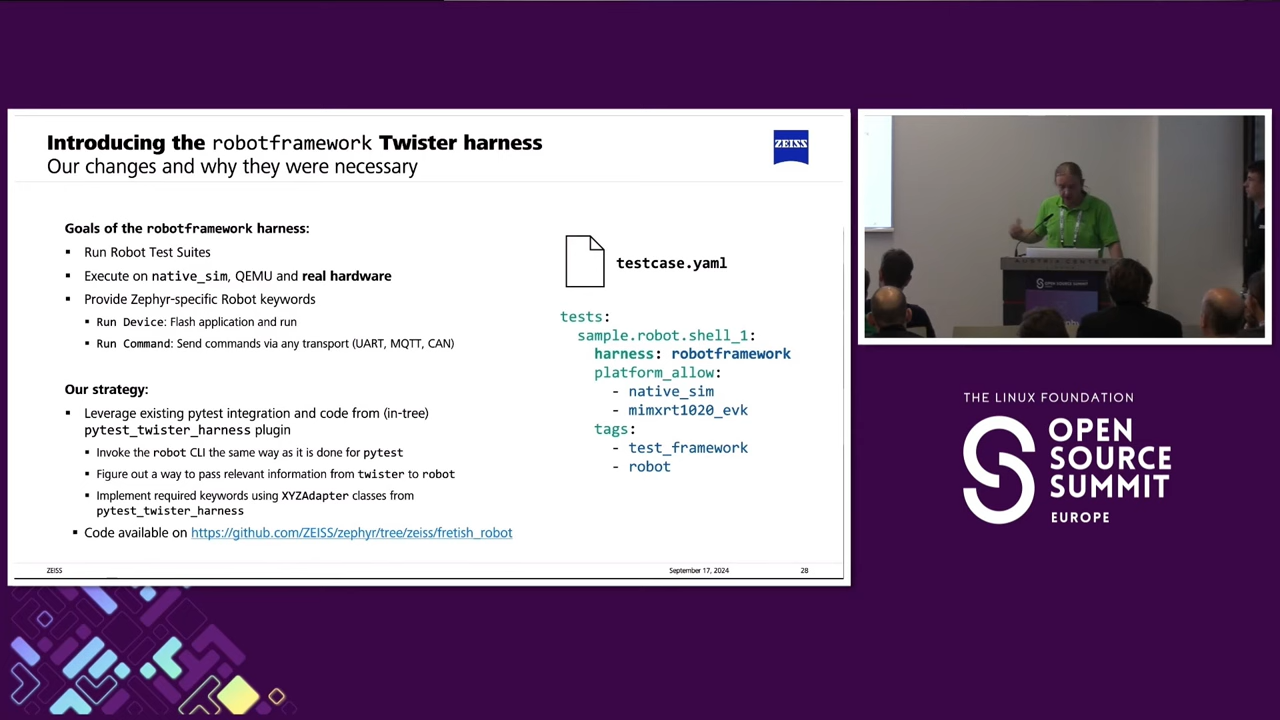 Introducing the robotframework Twister harness
Our changes and why they were necessary
ZEISS
Goals of the robotframework harness:
▪ Run Robot Test Suites
▪ Execute on native_sim, QEMU and real hardware
▪ Provide Zephyr-specific Robot keywords
▪ Run Device: Flash application and run
▪ Run Command: Send commands via any transport (UART, MQTT, CAN)
Our strategy:
▪ Leverage existing pytest integration and code from (in-tree)
pytest_twister_harness plugin
▪ Invoke the robot CLI the same way as it is done for pytest
▪ Figure out a way to pass relevant information from twister to robot
▪ Implement required keywords using XYZAdapter classes from
pytest_twister_harness
▪ Code available on https://github.com/ZEISS/zephyr/tree/zeiss/fretish_robot
testcase.yaml
tests:
sample.robot.shell_1:
harness: robotframework
platform_allow:
- native_sim
- mimxrt1020_evk
tags:
- test_framework
- robot
ZEISS
September 17, 2024
28
AUSTRIA CENTER
OPEN SOURCE SUMMIT
THE LINUX FOUNDATION
OPEN
SOURCE
SUMMIT
EUROPE